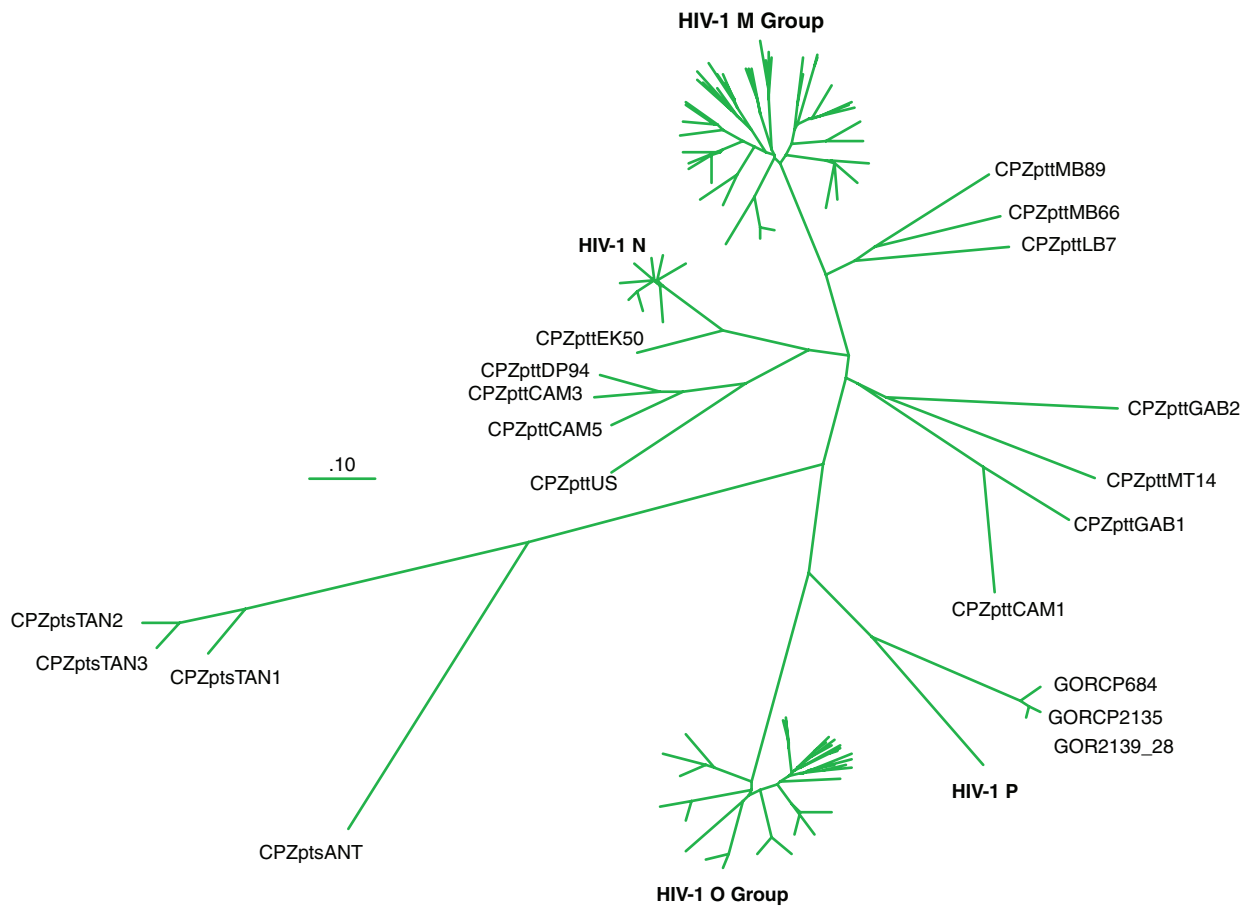 HIV-1 M Group
CPZpttMB89
CPZpttMB66
HIV-1 N
CPZpttLB7
CPZpttEK50
CPZpttDP94
CPZpttCAM3
CPZpttGAB2
CPZpttCAM5
.10
CPZpttUS
CPZpttMT14
CPZpttGAB1
CPZpttCAM1
CPZptsTAN2
CPZptsTAN3
CPZptsTAN1
GORCP684
GORCP2135
GOR2139_28
HIV-1 P
CPZptsANT
HIV-1 O Group